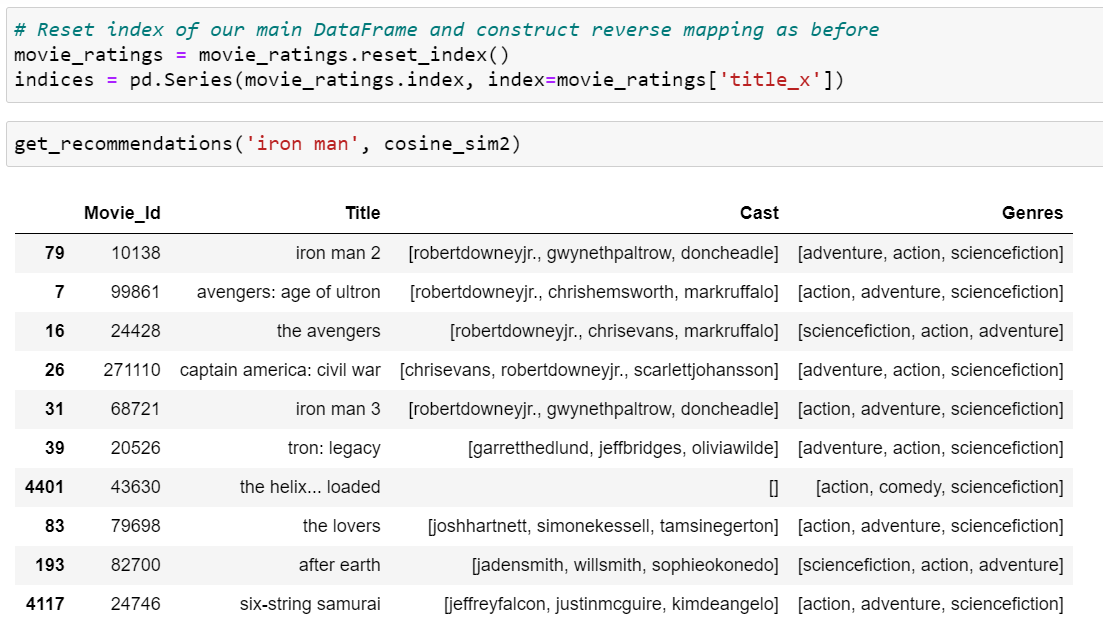 # Reset index of our main DataFrame and construct reverse mapping as before
movie_ratings = movie_ratings.reset_index()
indices = pd.Series(movie_ratings.index, index=movie_ratings['title_x'])
get_recommendations('iron man', cosine_sim2)
Movie_Id Title Cast Genres
79 10138 iron man 2 [robertdowneyjr., gwynethpaltrow, doncheadle] [adventure, action, sciencefiction]
7 99861 avengers: age of ultron [robertdowneyjr., chrishemsworth, markruffalo] [action, adventure, sciencefiction]
16 24428 the avengers [robertdowneyjr., chrisevans, markruffalo] [sciencefiction, action, adventure]
26 271110 captain america: civil war [chrisevans, robertdowneyjr., scarlettjohansson] [adventure, action, sciencefiction]
31 68721 iron man 3 [robertdowneyjr., gwynethpaltrow, doncheadle] [action, adventure, sciencefiction]
39 20526 tron: legacy [garretthedlund, jeffbridges, oliviawilde] [adventure, action, sciencefiction]
4401 43630 the helix... loaded [] [action, comedy, sciencefiction]
83 79698 the lovers [joshhartnett, simonekessell, tamsinegerton] [action, adventure, sciencefiction]
193 82700 after earth [jadensmith, willsmith, sophieokonedo] [sciencefiction, action, adventure]
4117 24746 six-string samurai [jeffreyfalcon, justinmcguire, kimdeangelo] [action, adventure, sciencefiction]